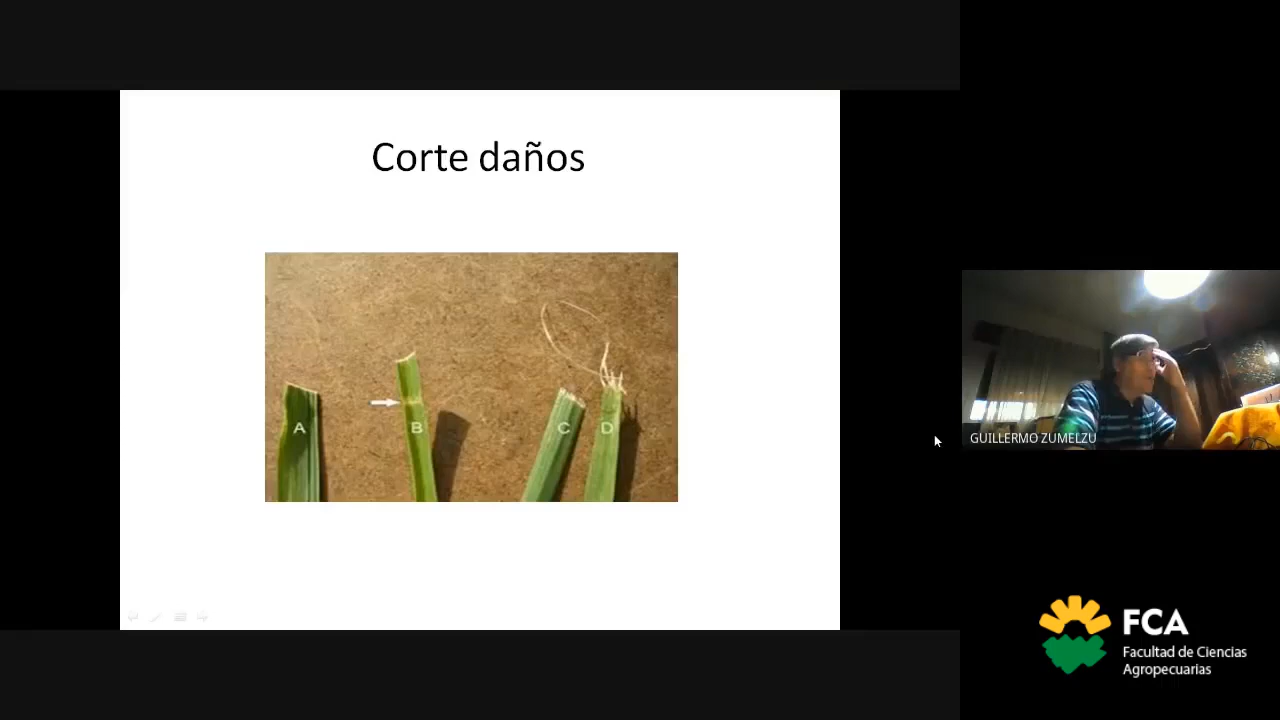 Corte daños
A
B
C
D
GUILLERMO ZUMELZU
FCA
Facultad de Ciencias
Agropecuarias